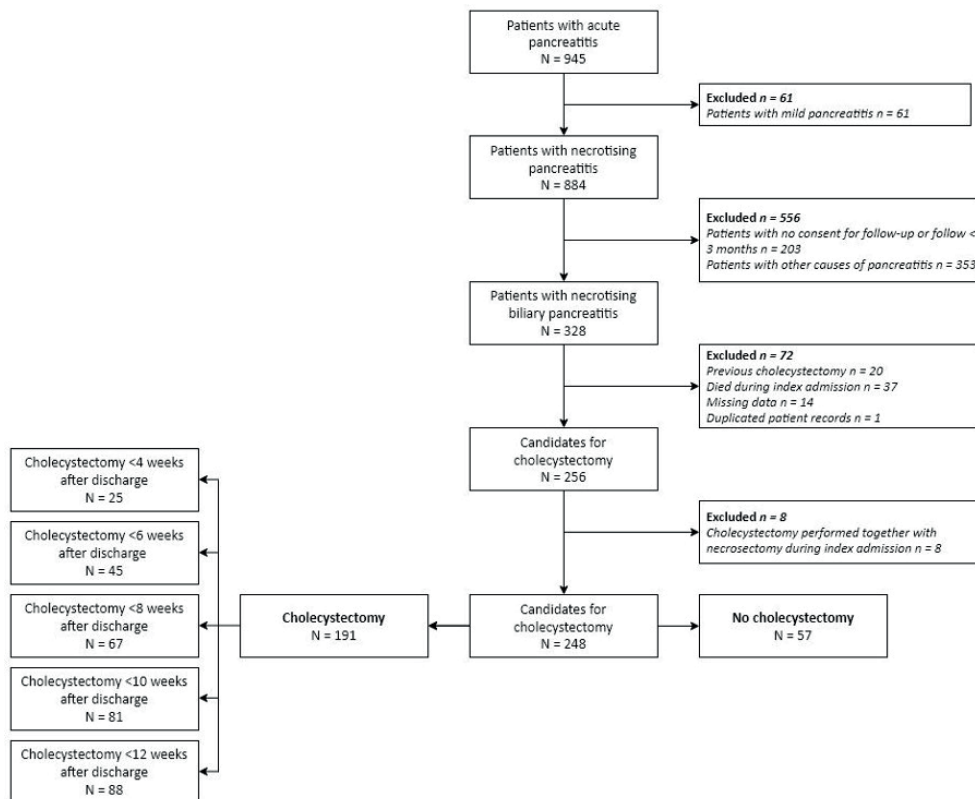 Patients with acute
pancreatitis
N = 945
Excluded n = 61
Patients with mild pancreatitis n = 61
Patients with necrotising
pancreatitis
N = 884
Excluded n = 556
Patients with no consent for follow-up or follow <
3 months n = 203
Patients with other causes of pancreatitis n = 353
Patients with necrotising
biliary pancreatitis
N = 328
Excluded n = 72
Previous cholecystectomy n = 20
Died during index admission n = 37
Missing data n = 14
Duplicated patient records n = 1
Candidates for
cholecystectomy
N = 256
Excluded n = 8
Cholecystectomy performed together with
necrosectomy during index admission n = 8
Candidates for
cholecystectomy
N = 248
No cholecystectomy
N = 57
Cholecystectomy
N = 191
Cholecystectomy <4 weeks
after discharge
N = 25
Cholecystectomy <6 weeks
after discharge
N = 45
Cholecystectomy <8 weeks
after discharge
N = 67
Cholecystectomy <10 weeks
after discharge
N = 81
Cholecystectomy <12 weeks
after discharge
N = 88